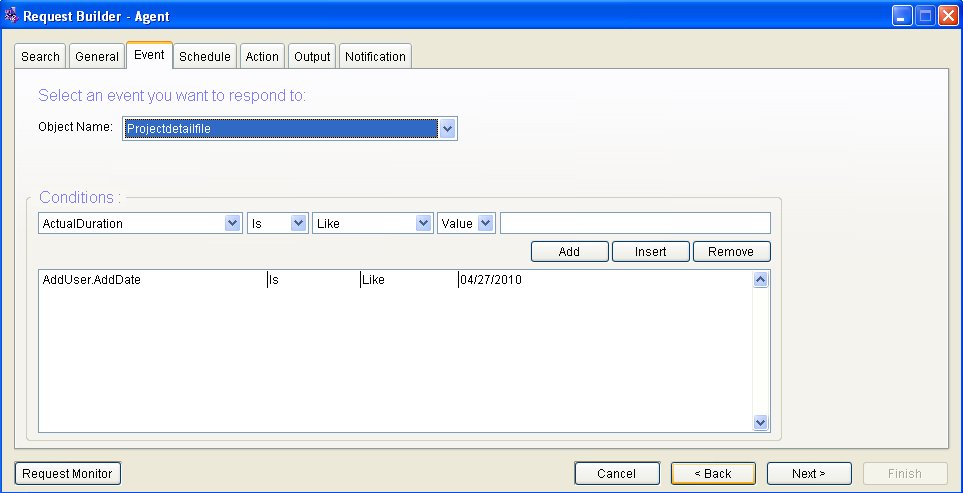 Request Builder - Agent
Search General Event Schedule Action Output Notification
Select an event you want to respond to:
Object Name: Projectdetailfile
Conditions :
ActualDuration Is Like Value
Add Insert Remove
AddUser.AddDate Is Like 04/27/2010
Request Monitor Cancel < Back Next > Finish